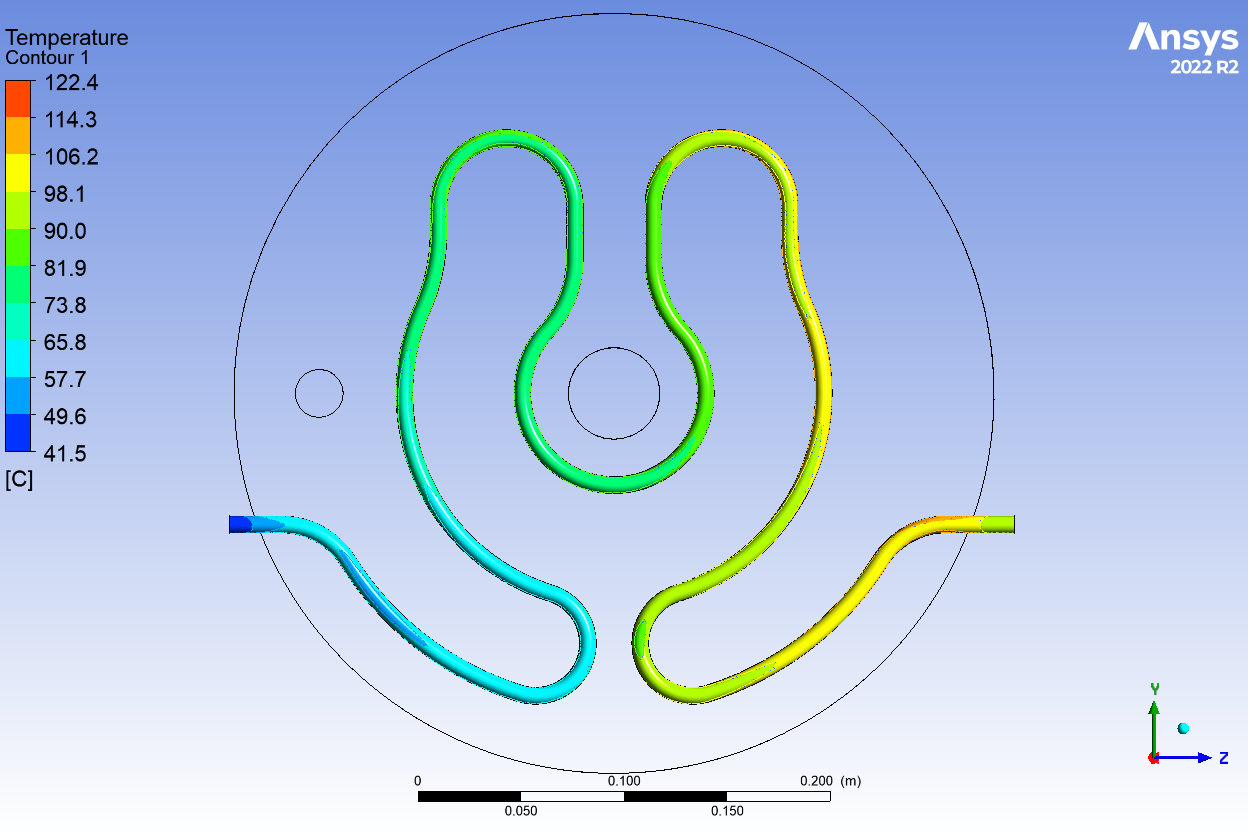 Temperature
Contour 1
122.4
114.3
106.2
98.1
90.0
81.9
73.8
65.8
57.7
49.6
41.5
[C]
Ansys
2022 R2
0 0.100 0.200 (m)
0.050 0.150
Y
Z